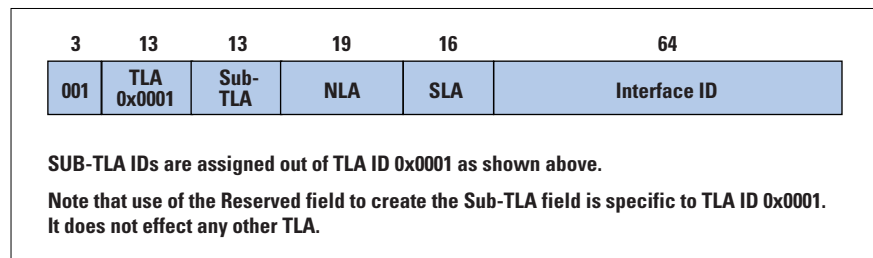 3 13 13 19 16 64
001 TLA 0x0001 Sub-TLA NLA SLA Interface ID
SUB-TLA IDs are assigned out of TLA ID 0x0001 as shown above.
Note that use of the Reserved field to create the Sub-TLA field is specific to TLA ID 0x0001.
It does not effect any other TLA.